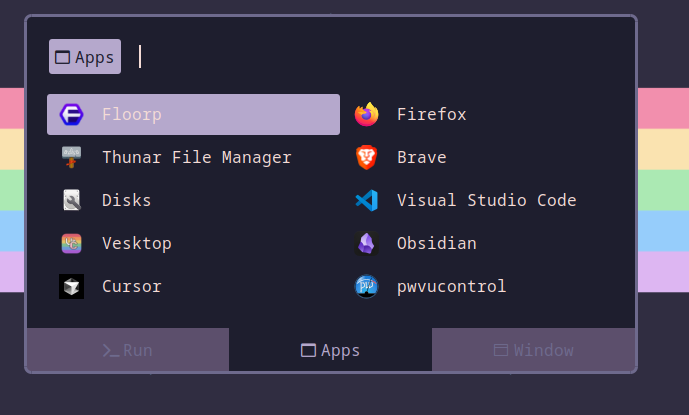 Apps
Floorp
Firefox
Thunar File Manager
Brave
Disks
Visual Studio Code
Vesktop
Obsidian
Cursor
pwvucontrol
Run
Apps
Window